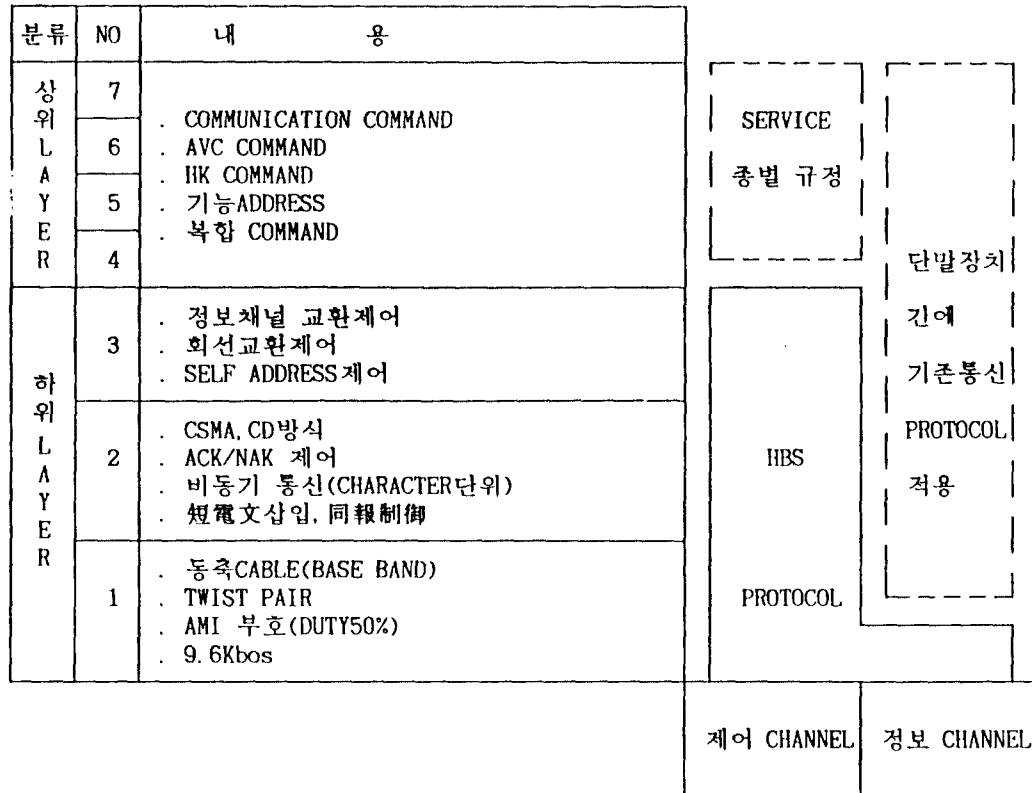 분류 NO 내 용
상위 LAYER
7
6
5
4
. COMMUNICATION COMMAND
. AVC COMMAND
. HK COMMAND
. 기능ADDRESS
. 복합 COMMAND
하위 LAYER
3
. 정보채널 교환제어
. 회선교환제어
. SELF ADDRESS제어
2
. CSMA,CD방식
. ACK/NAK 제어
. 비동기 통신(CHARACTER단위)
. 短電文삽입,同報制御
1
. 동축CABLE(BASE BAND)
. TWIST PAIR
. AMI 부호(DUTY50%)
. 9.6Kbos
SERVICE
종별 규정
HBS
PROTOCOL
단말장치
긴에
기존통신
PROTOCOL
적용
제어 CHANNEL 정보 CHANNEL